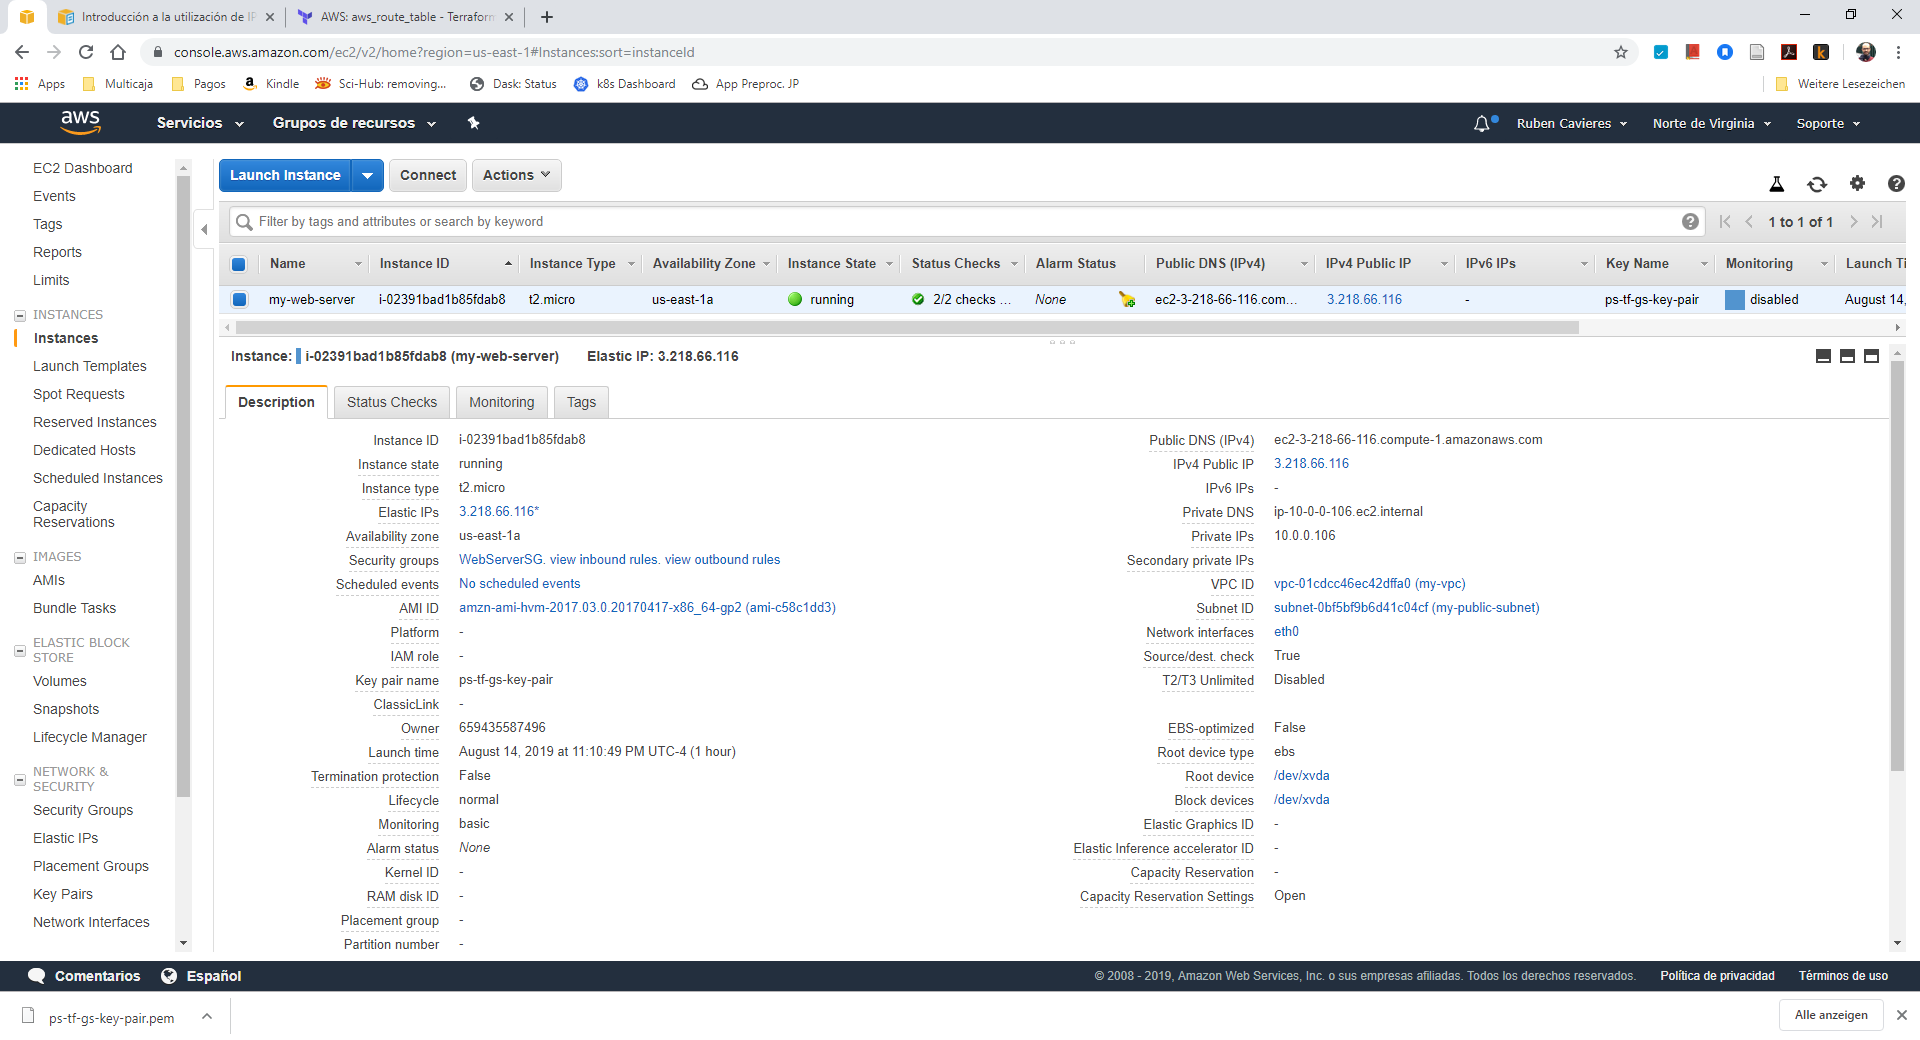 Introducción a la utilización de IP
AWS: aws_route_table - Terraform
console.aws.amazon.com/ec2/v2/home?region=us-east-1#Instances:sort=instanceId
Apps
Multicaja
Pagos
Kindle
Sci-Hub: removing...
Dask: Status
k8s Dashboard
App Preproc. JP
Weitere Lesezeichen
aws
Servicios
Grupos de recursos
Ruben Cavieres
Norte de Virginia
Soporte
EC2 Dashboard
Events
Tags
Reports
Limits
INSTANCES
Instances
Launch Templates
Spot Requests
Reserved Instances
Dedicated Hosts
Scheduled Instances
Capacity
Reservations
IMAGES
AMIs
Bundle Tasks
ELASTIC BLOCK
STORE
Volumes
Snapshots
Lifecycle Manager
NETWORK &
SECURITY
Security Groups
Elastic IPs
Placement Groups
Key Pairs
Network Interfaces
Launch Instance
Connect
Actions
Filter by tags and attributes or search by keyword
1 to 1 of 1
Name Instance ID Instance Type Availability Zone Instance State Status Checks Alarm Status Public DNS (IPv4) IPv4 Public IP IPv6 IPs Key Name Monitoring Launch Ti
my-web-server i-02391bad1b85fdab8 t2.micro us-east-1a running 2/2 checks ... None ec2-3-218-66-116.com... 3.218.66.116 - ps-tf-gs-key-pair disabled August 14,
Instance: i-02391bad1b85fdab8 (my-web-server) Elastic IP: 3.218.66.116
Description
Status Checks
Monitoring
Tags
Instance ID i-02391bad1b85fdab8
Instance state running
Instance type t2.micro
Elastic IPs 3.218.66.116*
Availability zone us-east-1a
Security groups WebServerSG. view inbound rules. view outbound rules
Scheduled events No scheduled events
AMI ID amzn-ami-hvm-2017.03.0.20170417-x86_64-gp2 (ami-c58c1dd3)
Platform -
IAM role -
Key pair name ps-tf-gs-key-pair
ClassicLink -
Owner 659435587496
Launch time August 14, 2019 at 11:10:49 PM UTC-4 (1 hour)
Termination protection False
Lifecycle normal
Monitoring basic
Alarm status None
Kernel ID -
RAM disk ID -
Placement group -
Partition number -
Public DNS (IPv4) ec2-3-218-66-116.compute-1.amazonaws.com
IPv4 Public IP 3.218.66.116
IPv6 IPs -
Private DNS ip-10-0-0-106.ec2.internal
Private IPs 10.0.0.106
Secondary private IPs
VPC ID vpc-01cdcc46ec42dffa0 (my-vpc)
Subnet ID subnet-0bf5bf9b6d41c04cf (my-public-subnet)
Network interfaces eth0
Source/dest. check True
T2/T3 Unlimited Disabled
EBS-optimized False
Root device type ebs
Root device /dev/xvda
Block devices /dev/xvda
Elastic Graphics ID -
Elastic Inference accelerator ID -
Capacity Reservation -
Capacity Reservation Settings Open
Comentarios
Español
© 2008 - 2019, Amazon Web Services, Inc. o sus empresas afiliadas. Todos los derechos reservados.
Política de privacidad
Términos de uso
ps-tf-gs-key-pair.pem
Alle anzeigen